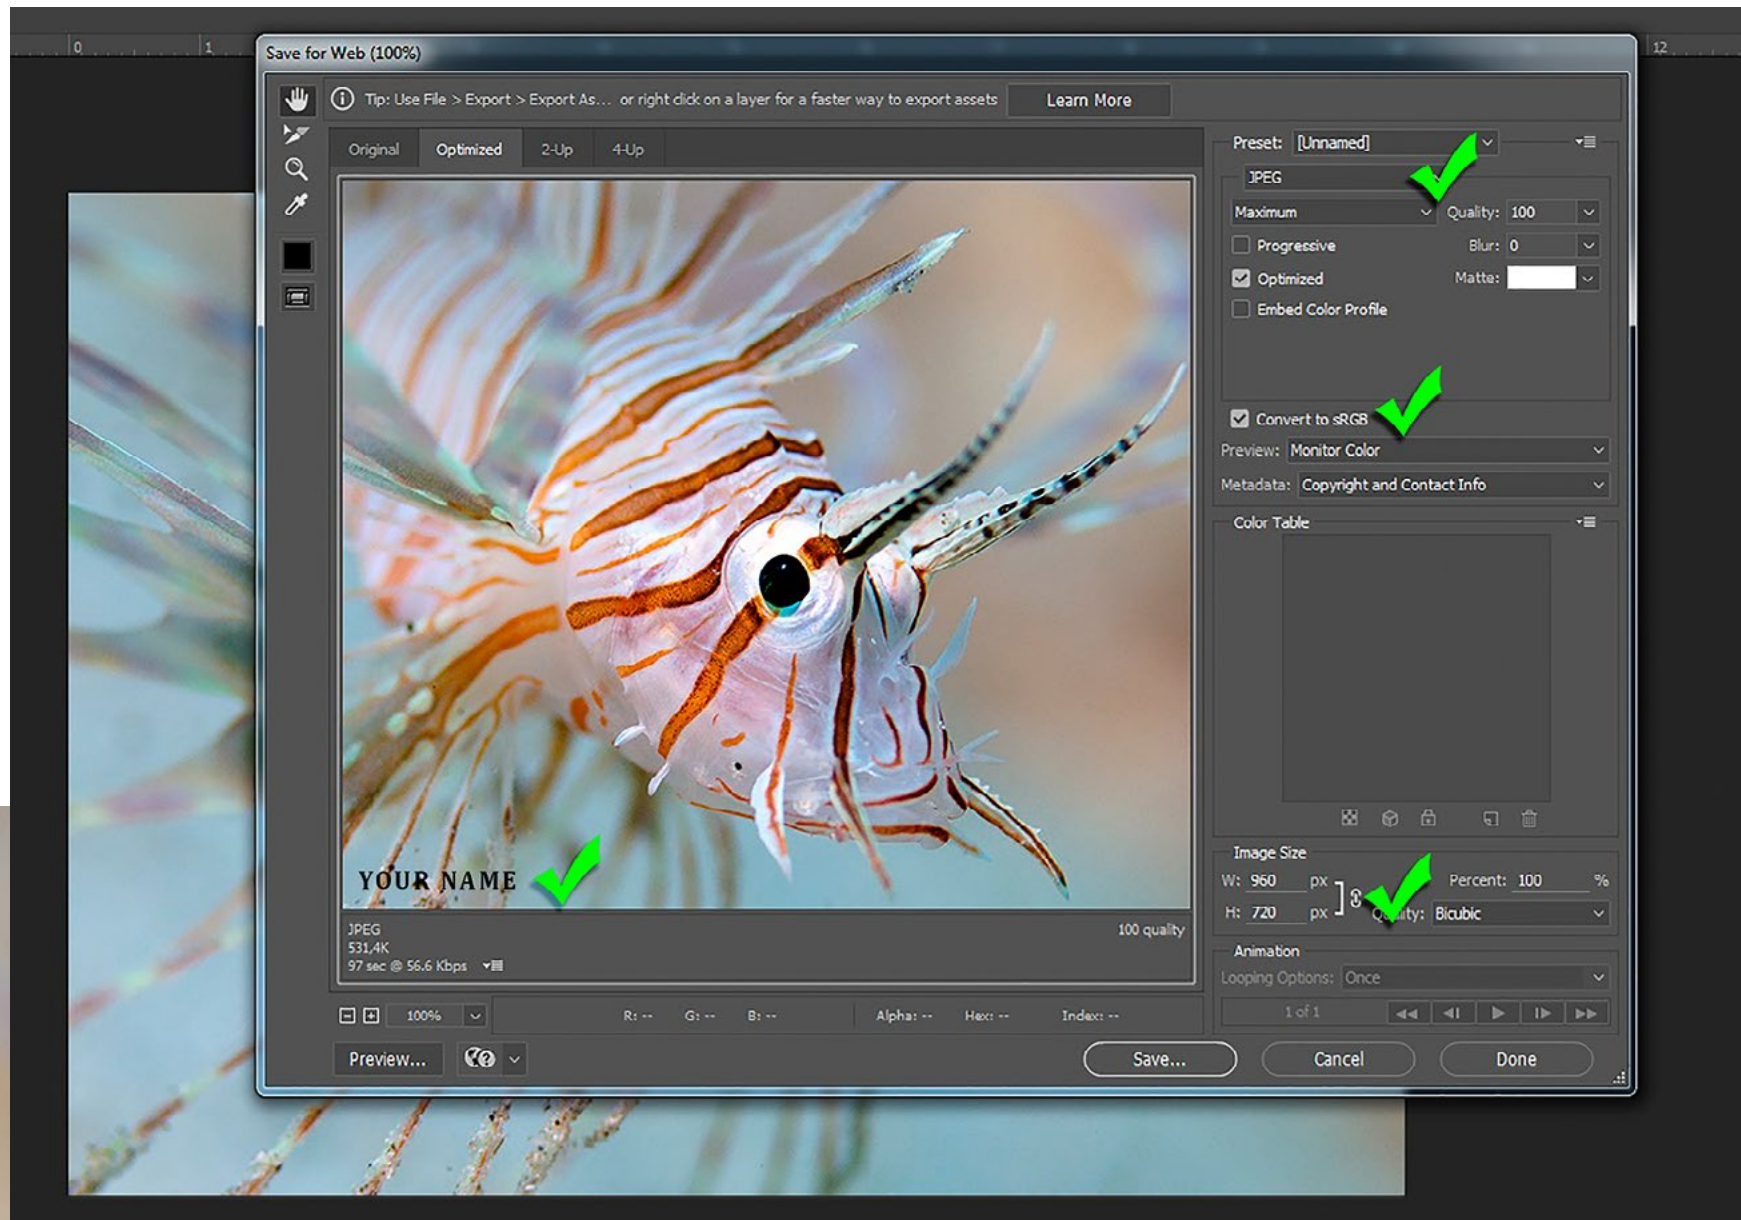 0 1 12
Save for Web (100%)
Tip: Use File > Export > Export As... or right click on a layer for a faster way to export assets Learn More
Original Optimized 2-Up 4-Up
Preset: [Unnamed]
JPEG
Maximum Quality: 100
Progressive Blur: 0
Optimized Matte:
Embed Color Profile
Convert to sRGB
Preview: Monitor Color
Metadata: Copyright and Contact Info
Color Table
YOUR NAME
Image Size
W: 960 px Percent: 100 %
H: 720 px Quality: Bicubic
JPEG 100 quality
531,4K
97 sec @ 56.6 Kbps
Animation
Looping Options: Once
1 of 1
100% R: -- G: -- B: -- Alpha: -- Hex: -- Index: --
Preview... Save... Cancel Done